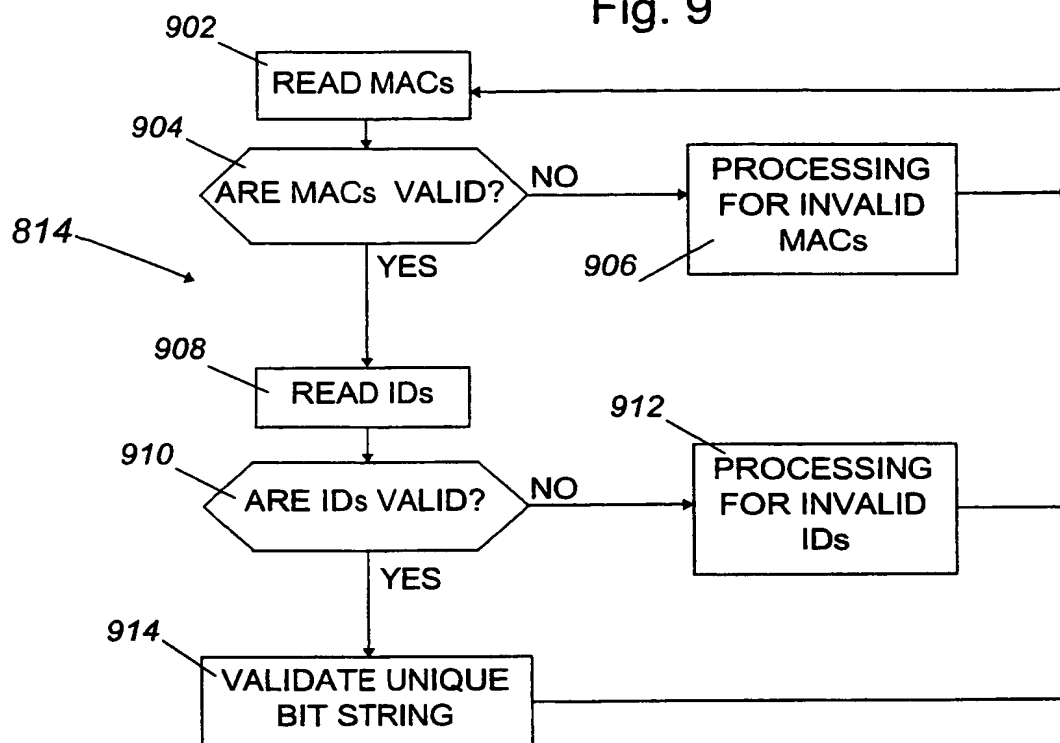 Fig. 9
902
READ MACs
904
ARE MACs VALID?
NO
PROCESSING
FOR INVALID
MACs
906
814
YES
908
READ IDs
910
ARE IDs VALID?
NO
912
PROCESSING
FOR INVALID
IDs
YES
914
VALIDATE UNIQUE
BIT STRING